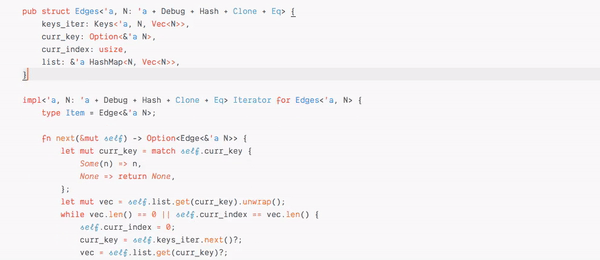 pub struct Edges<'a, N: 'a + Debug + Hash + Clone + Eq> {
keys_iter: Keys<'a, N, Vec<N>>,
curr_key: Option<&'a N>,
curr_index: usize,
list: &'a HashMap<N, Vec<N>>,
}
impl<'a, N: 'a + Debug + Hash + Clone + Eq> Iterator for Edges<'a, N> {
type Item = Edge<&'a N>;
fn next(&mut self) -> Option<Edge<&'a N>> {
let mut curr_key = match self.curr_key {
Some(n) => n,
None => return None,
};
let mut vec = self.list.get(curr_key).unwrap();
while vec.len() == 0 || self.curr_index == vec.len() {
self.curr_index = 0;
curr_key = self.keys_iter.next()?;
vec = self.list.get(curr_key)?;